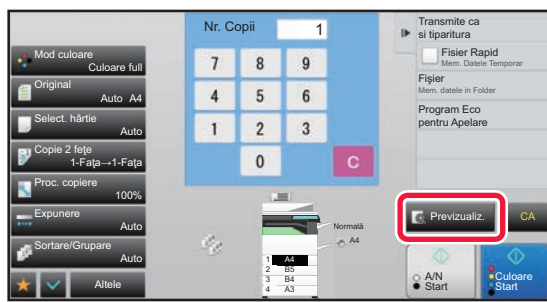 Nr. Copii 1
Mod culoare
Culoare full
Original
Auto A4
Select. hârtie
Auto
Copie 2 feţe
1-Faţa→1-Faţa
Proc. copiere
100%
Expunere
Auto
Sortare/Grupare
Auto
Altele
7 8 9
4 5 6
1 2 3
0 C
Normală
A4
1 A4
2 B5
3 B4
4 A3
Transmite ca
si tiparitura
Fisier Rapid
Mem. Datele Temporar
Fişier
Mem. datele in Folder
Program Eco
pentru Apelare
Previzualiz. CA
A/N
Start
Culoare
Start